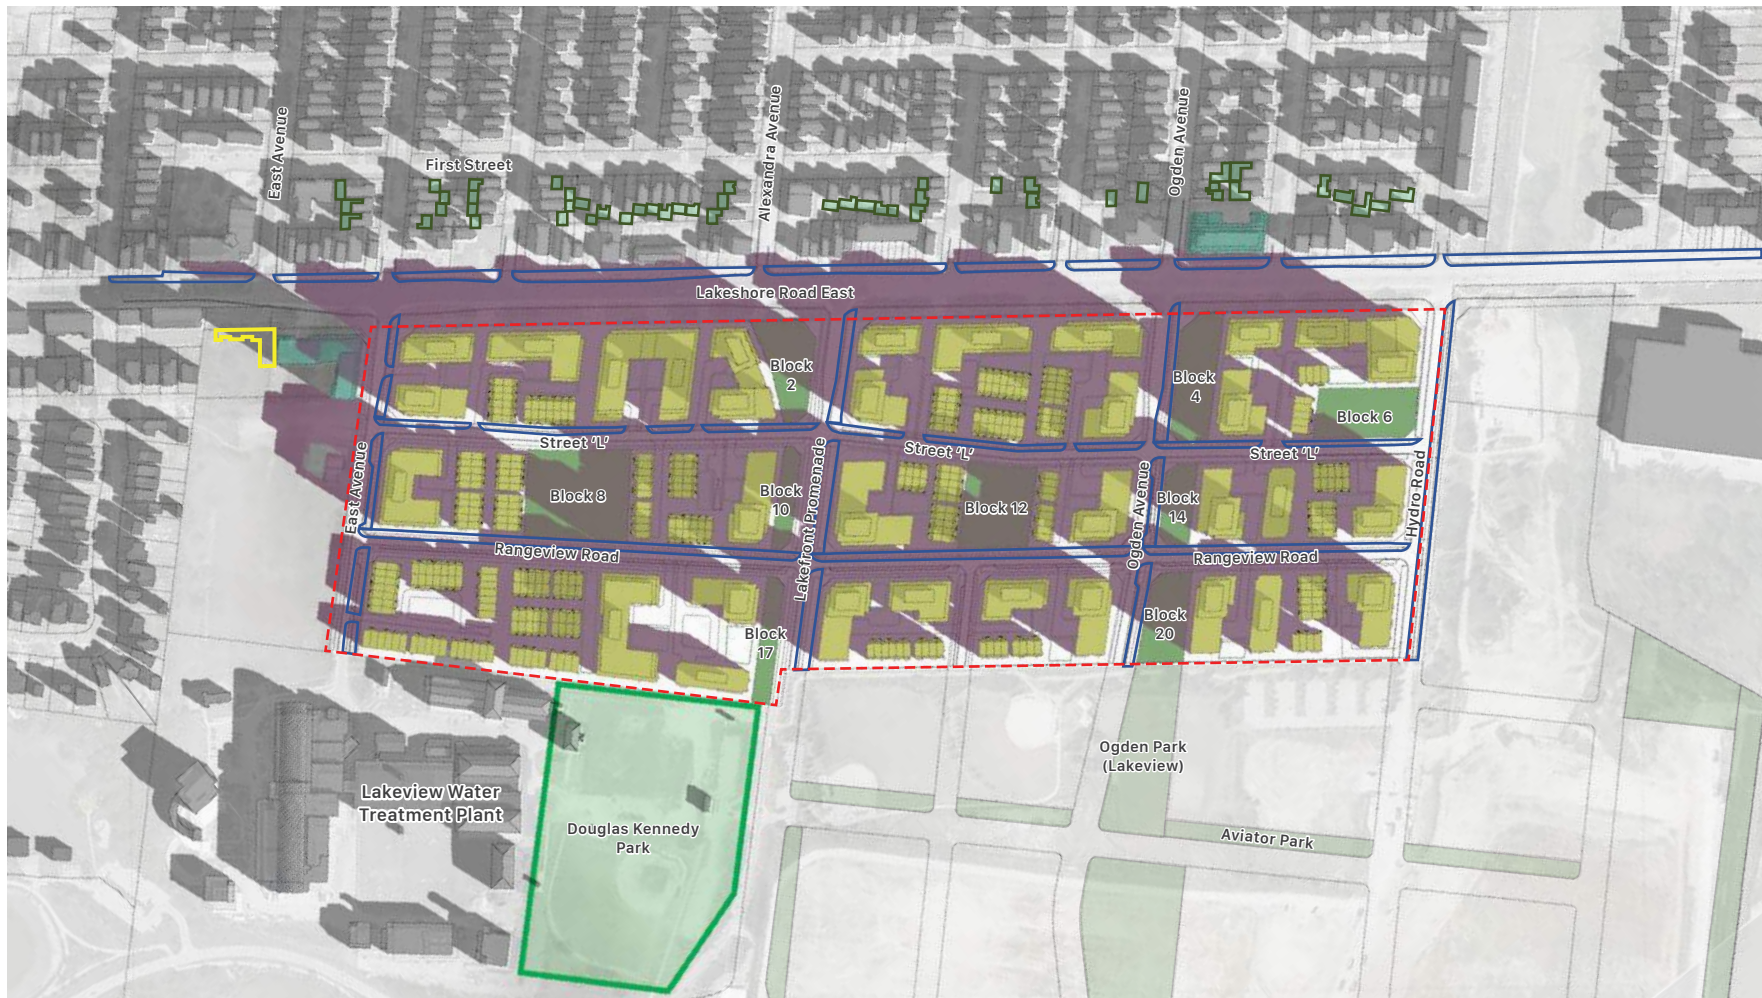 East Avenue
First Street
Alexandra Avenue
Ogden Avenue
Lakeshore Road East
Block
2
Block
4
Block 6
Street 'L'
Street 'L'
Street 'L'
East Avenue
Block 8
Block
10
Lakefront Promenade
Block 12
Ogden Avenue
Block
14
Hydro Road
Rangeview Road
Rangeview Road
Block
17
Block
20
Ogden Park
(Lakeview)
Lakeview Water
Treatment Plant
Douglas Kennedy
Park
Aviator Park